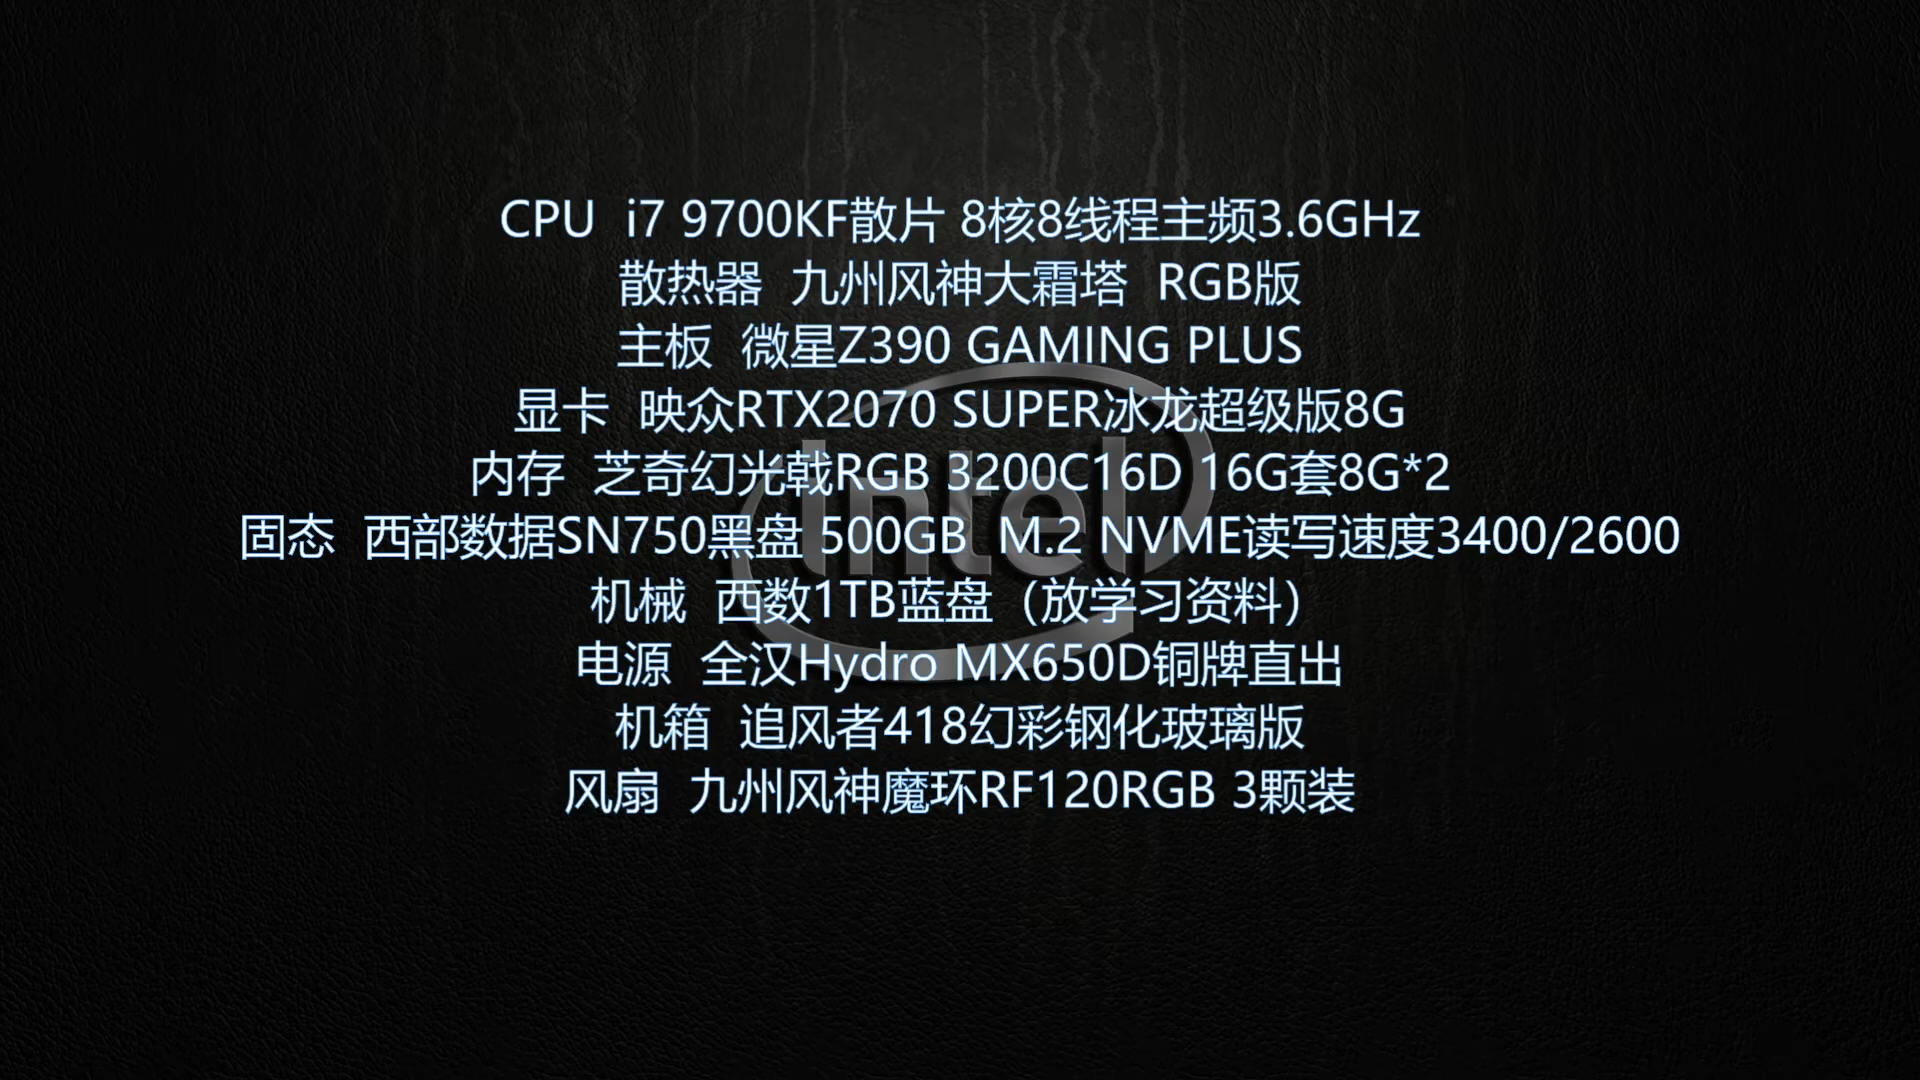 CPU  i7 9700KF散片 8核8线程主频3.6GHz
散热器  九州风神大霜塔  RGB版
主板  微星Z390 GAMING PLUS
显卡  映众RTX2070 SUPER冰龙超级版8G
内存  芝奇幻光戟RGB 3200C16D 16G套8G*2
固态  西部数据SN750黑盘 500GB  M.2 NVME读写速度3400/2600
机械  西数1TB蓝盘（放学习资料）
电源  全汉Hydro MX650D铜牌直出
机箱  追风者418幻彩钢化玻璃版
风扇  九州风神魔环RF120RGB 3颗装
intel